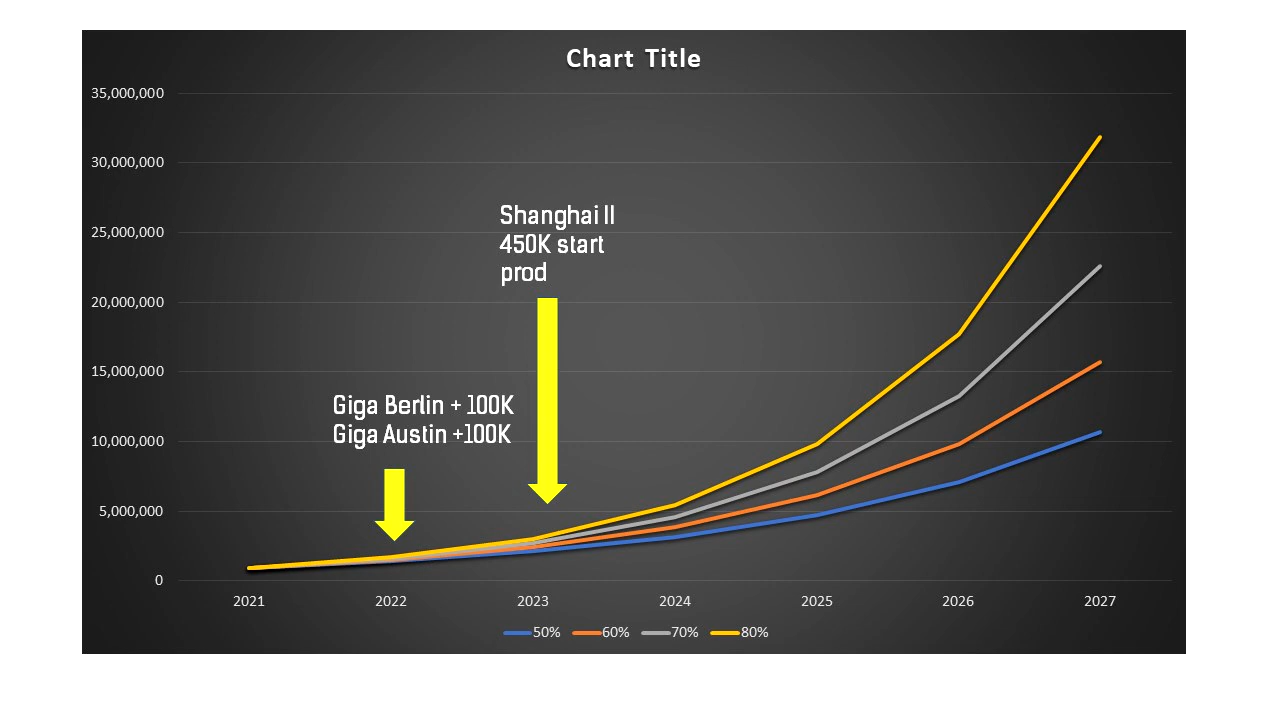 Chart Title
35,000,000
30,000,000
25,000,000
20,000,000
15,000,000
10,000,000
5,000,000
0
Shanghai II
450K start
prod
Giga Berlin + 100K
Giga Austin +100K
2021 2022 2023 2024 2025 2026 2027
50% 60% 70% 80%